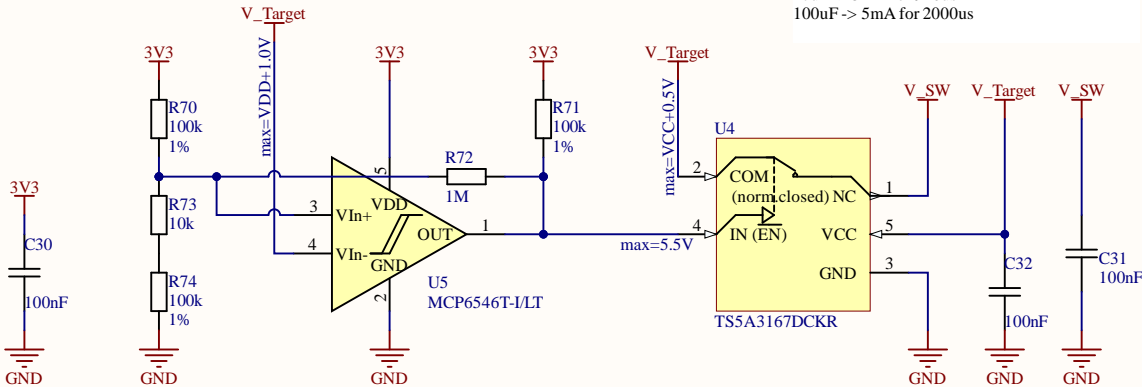 100uF -> 5mA for 2000us
V_Target
3V3
3V3
3V3
V_Target
V_SW
V_Target
V_SW
max=VDD+1.0V
max=VCC+0.5V
R70
100k
1%
R71
100k
1%
R72
1M
U4
2
COM
(norm.closed) NC
1
5
VDD
3
VIn+
OUT
1
4
VIn-
GND
2
max=5.5V
4
IN (EN)
VCC
5
GND
3
3V3
R73
10k
R74
100k
1%
C30
100nF
U5
MCP6546T-I/LT
TS5A3167DCKR
C32
100nF
C31
100nF
GND
GND
GND
GND
GND
GND